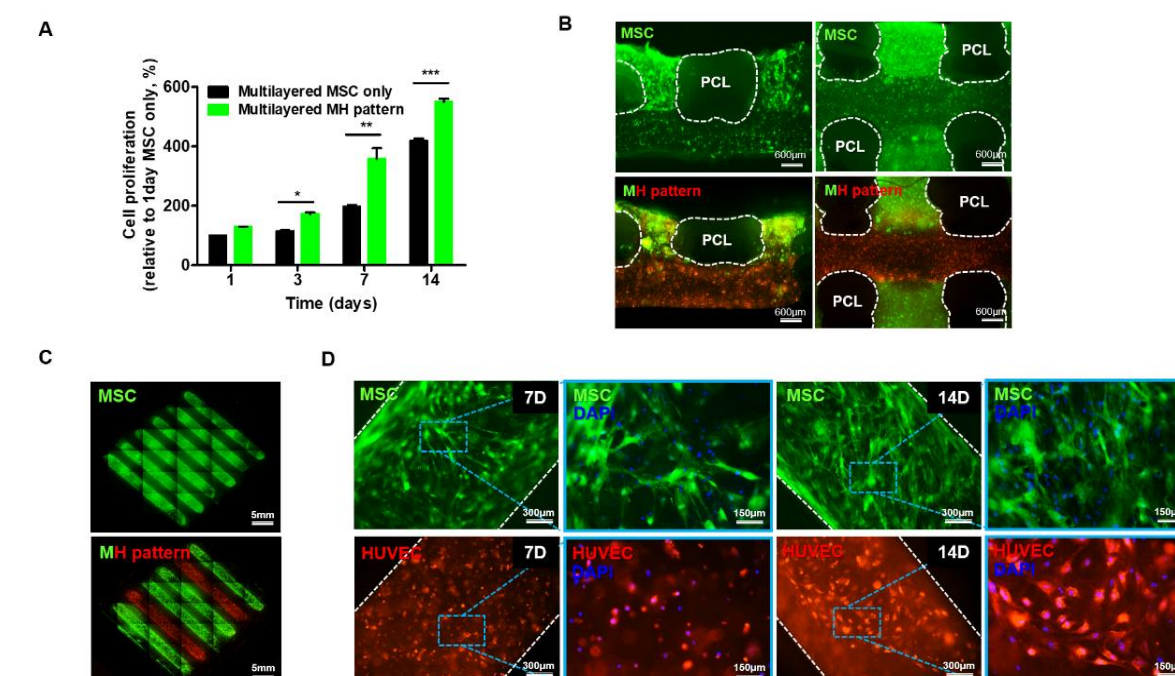 A
Cell proliferation
(relative to 1day MSC only, %)
600
400
200
0
Multilayered MSC only
Multilayered MH pattern
*
**
***
1 3 7 14
Time (days)
B
MSC
PCL
600μm
MSC
PCL
PCL
600μm
MH pattern
PCL
600μm
MH pattern
PCL
PCL
600μm
C
MSC
5mm
MH pattern
5mm
D
MSC
7D
300μm
MSC
DAPI
150μm
MSC
14D
300μm
MSC
DAPI
150μ
HUVEC
7D
300μm
HUVEC
DAPI
150μm
HUVEC
14D
300μm
HUVEC
DAPI
150μ